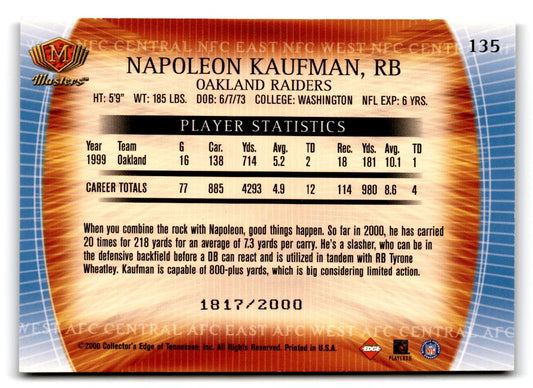 AFC CENTRAL NFC EAST NFC WEST NFC CENTRAL
135
M
Masters™
NAPOLEON KAUFMAN, RB
OAKLAND RAIDERS
HT: 5'9" WT: 185 LBS. DOB: 6/7/73 COLLEGE: WASHINGTON NFL EXP: 6 YRS.
PLAYER STATISTICS
Year Team G Car. Yds. Avg. TD Rec. Yds. Avg. TD
1999 Oakland 16 138 714 5.2 2 18 181 10.1 1
CAREER TOTALS 77 885 4293 4.9 12 114 980 8.6 4
When you combine the rock with Napoleon, good things happen. So far in 2000, he has carried
20 times for 218 yards for an average of 7.3 yards per carry. He's a slasher, who can be in
the defensive backfield before a DB can react and is utilized in tandem with RB Tyrone
Wheatley. Kaufman is capable of 800-plus yards, which is big considering limited action.
1817/2000
WEST AFC CENTRAL AFC EAST AFC WEST AFC CENTRAL AFC
©2000 Collector's Edge of Tennessee, Inc. All Rights Reserved. Printed in U.S.A.
EDGE
PLAYERS
NFL